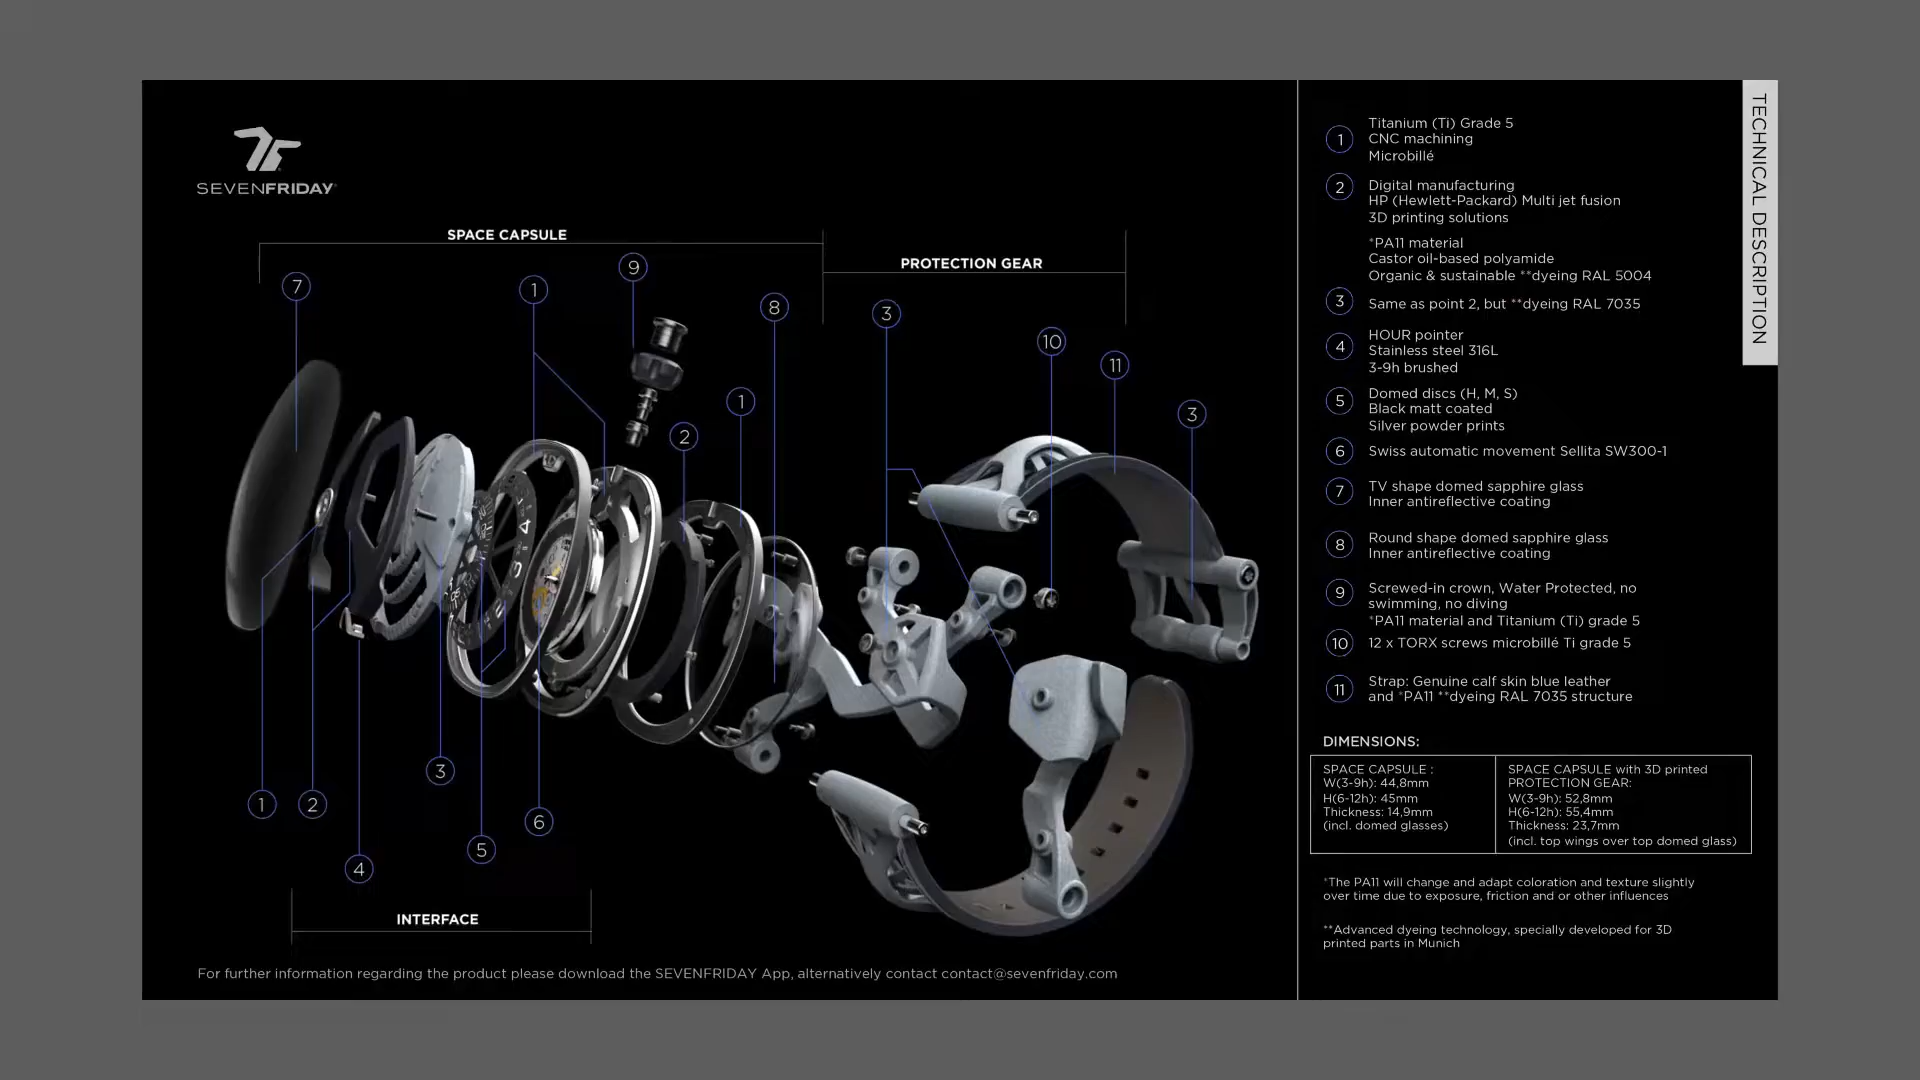 SEVENFRIDAY
SPACE CAPSULE
PROTECTION GEAR
7
1
9
8
3
10
11
1
2
3
1
2
4
3
5
6
INTERFACE
For further information regarding the product please download the SEVENFRIDAY App, alternatively contact contact@sevenfriday.com
TECHNICAL DESCRIPTION
1
Titanium (Ti) Grade 5
CNC machining
Microbillé
2
Digital manufacturing
HP (Hewlett-Packard) Multi jet fusion
3D printing solutions
*PA11 material
Castor oil-based polyamide
Organic & sustainable **dyeing RAL 5004
3
Same as point 2, but **dyeing RAL 7035
4
HOUR pointer
Stainless steel 316L
3-9h brushed
5
Domed discs (H, M, S)
Black matt coated
Silver powder prints
6
Swiss automatic movement Sellita SW300-1
7
TV shape domed sapphire glass
Inner antireflective coating
8
Round shape domed sapphire glass
Inner antireflective coating
9
Screwed-in crown, Water Protected, no
swimming, no diving
*PA11 material and Titanium (Ti) grade 5
10
12 x TORX screws microbillé Ti grade 5
11
Strap: Genuine calf skin blue leather
and *PA11 **dyeing RAL 7035 structure
DIMENSIONS:
SPACE CAPSULE :
W(3-9h): 44,8mm
H(6-12h): 45mm
Thickness: 14,9mm
(incl. domed glasses)
SPACE CAPSULE with 3D printed
PROTECTION GEAR:
W(3-9h): 52,8mm
H(6-12h): 55,4mm
Thickness: 23,7mm
(incl. top wings over top domed glass)
*The PA11 will change and adapt coloration and texture slightly
over time due to exposure, friction and or other influences
**Advanced dyeing technology, specially developed for 3D
printed parts in Munich